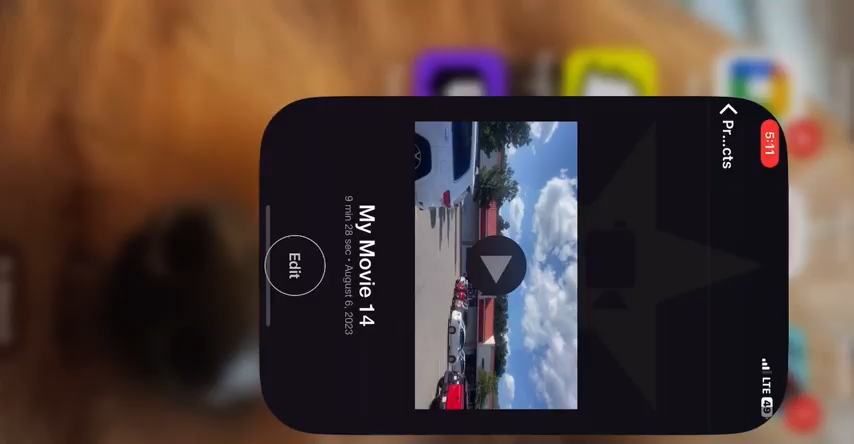 5:11
LTE 49
Pr...cts
My Movie 14
9 min 28 sec • August 6, 2023
Edit